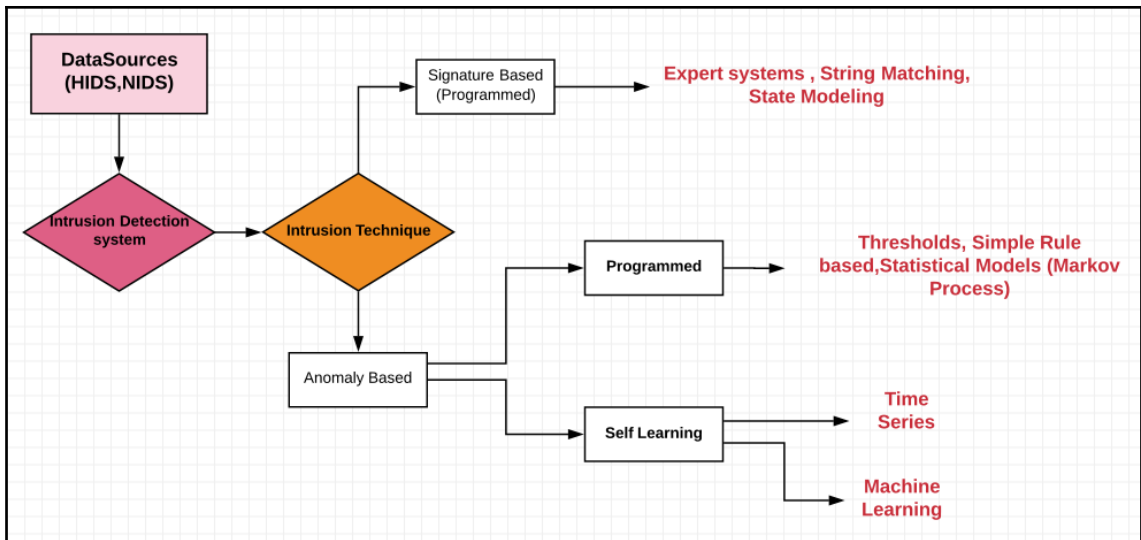 DataSources
(HIDS,NIDS)
Signature Based
(Programmed)
Expert systems , String Matching,
State Modeling
Intrusion Detection
system
Intrusion Technique
Programmed
Thresholds, Simple Rule
based,Statistical Models (Markov
Process)
Anomaly Based
Self Learning
Time
Series
Machine
Learning